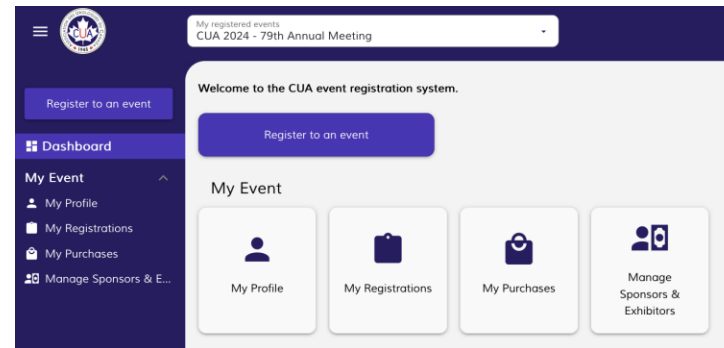 My registered events
CUA 2024 - 79th Annual Meeting
CUA
1945
Register to an event
Dashboard
My Event
My Profile
My Registrations
My Purchases
Manage Sponsors & E...
Welcome to the CUA event registration system.
Register to an event
My Event
My Profile
My Registrations
My Purchases
Manage
Sponsors &
Exhibitors